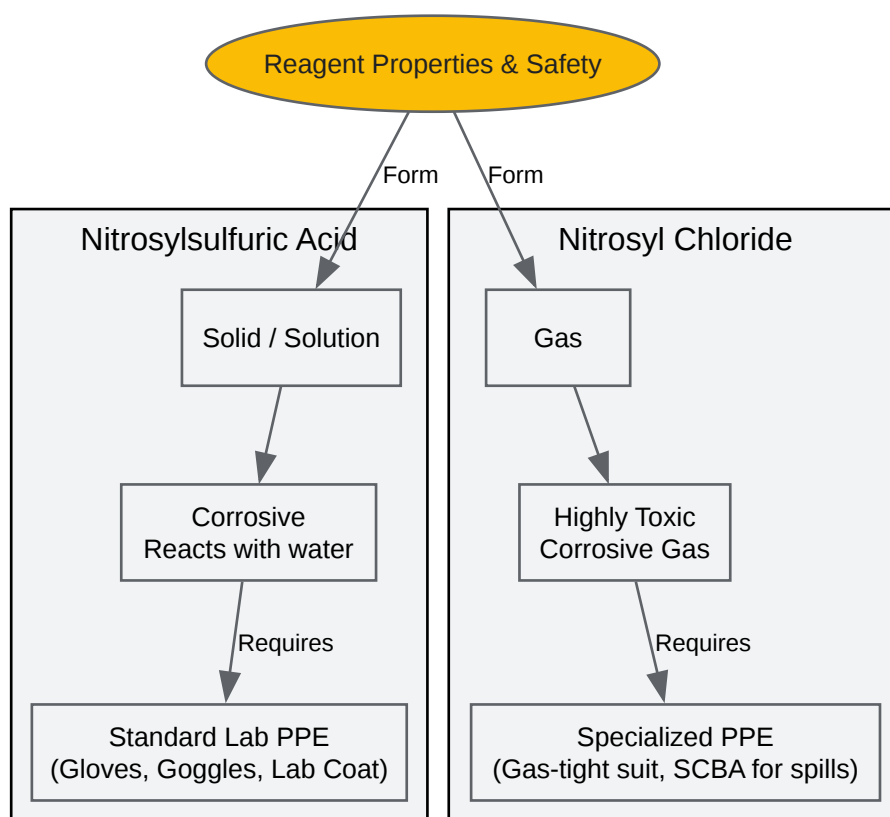 Reagent Properties & Safety
Form
Form
Nitrosylsulfuric Acid
Nitrosyl Chloride
Solid / Solution
Gas
Corrosive
Reacts with water
Highly Toxic
Corrosive Gas
Requires
Requires
Standard Lab PPE
(Gloves, Goggles, Lab Coat)
Specialized PPE
(Gas-tight suit, SCBA for spills)